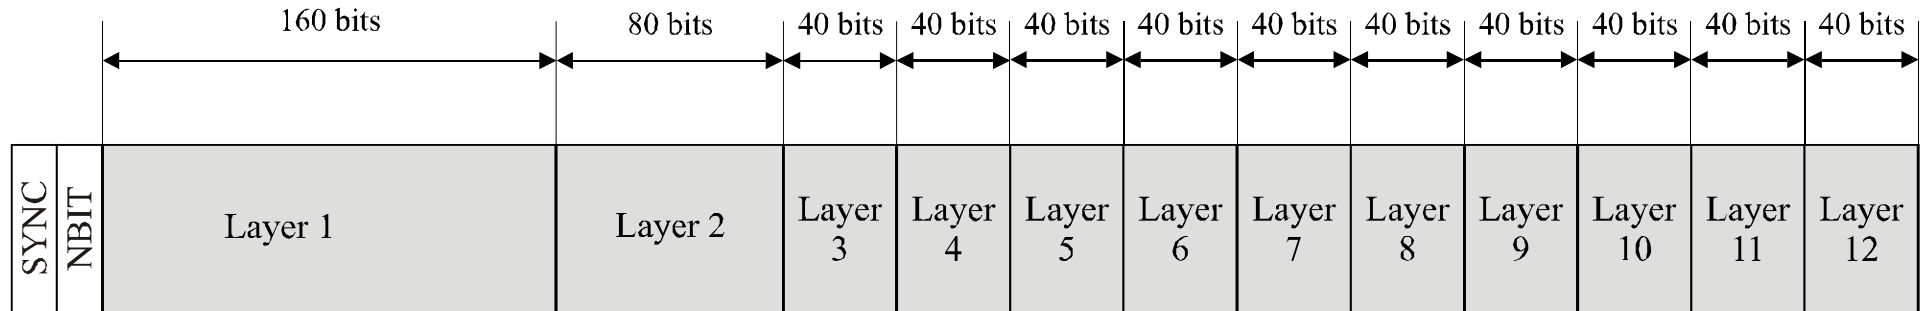 160 bits
80 bits
40 bits
40 bits
40 bits
40 bits
40 bits
40 bits
40 bits
40 bits
40 bits
40 bits
SYNC
NBIT
Layer 1
Layer 2
Layer
3
Layer
4
Layer
5
Layer
6
Layer
7
Layer
8
Layer
9
Layer
10
Layer
11
Layer
12